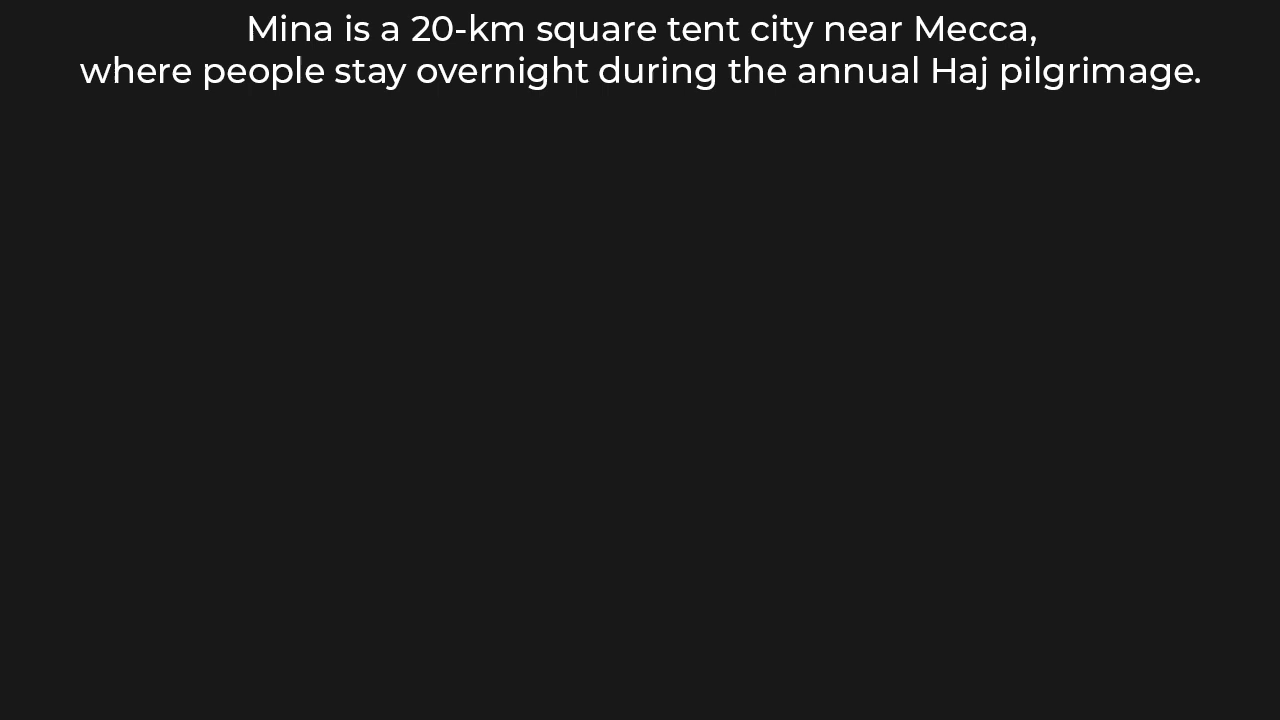 Mina is a 20-km square tent city near Mecca,
where people stay overnight during the annual Haj pilgrimage.